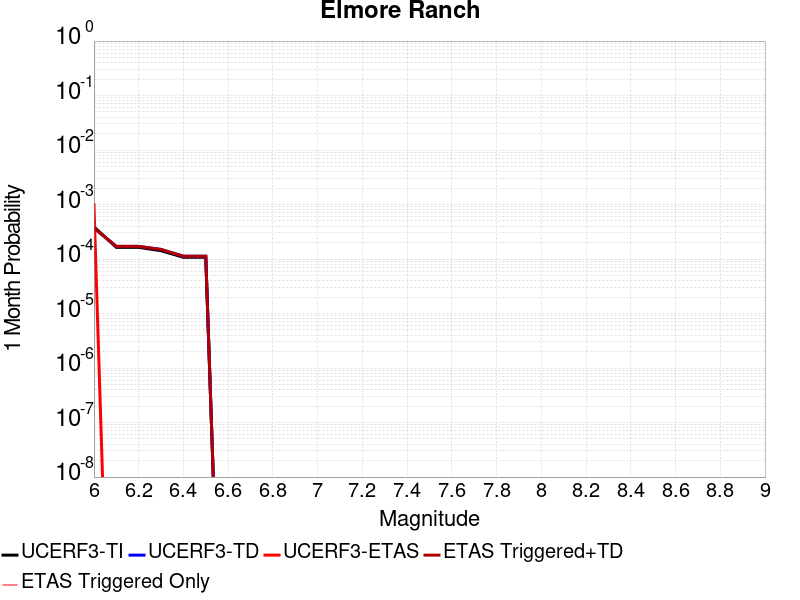 Elmore Ranch
10^0
10^-1
10^-2
10^-3
10^-4
10^-5
10^-6
10^-7
10^-8
1 Month Probability
6 6.2 6.4 6.6 6.8 7 7.2 7.4 7.6 7.8 8 8.2 8.4 8.6 8.8 9
Magnitude
UCERF3-TI UCERF3-TD UCERF3-ETAS ETAS Triggered+TD
ETAS Triggered Only